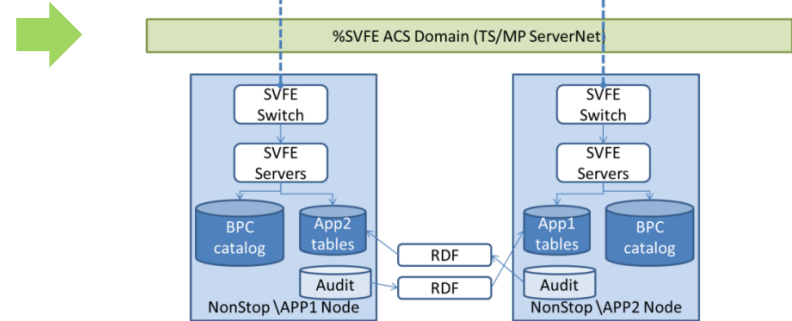 %SVFE ACS Domain (TS/MP ServerNet)
SVFE
Switch
SVFE
Servers
BPC
catalog
App2
tables
Audit
NonStop \APP1 Node
RDF
RDF
SVFE
Switch
SVFE
Servers
App1
tables
BPC
catalog
Audit
NonStop \APP2 Node